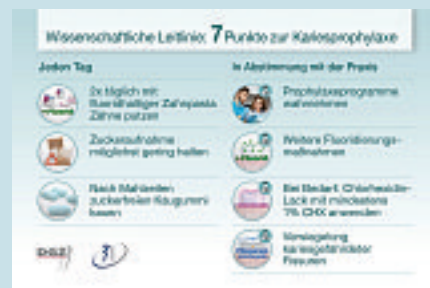 Wissenschaftliche Leitlinie: 7 Punkte zur Kariesprophylaxe
Jeden Tag
2x täglich mit
fluoridhaltiger Zahnpasta
Zähne putzen
Zuckeraufnahme
möglichst gering halten
Nach Mahlzeiten
zuckerfreien Kaugummi
kauen
In Abstimmung mit der Praxis
Prophylaxeprogramme
wahrnehmen
Weitere Fluoridierungs-
maßnahmen
Bei Bedarf: Chlorhexidin-
Lack mit mindestens
1% CHX anwenden
Versiegelung
kariesgefährdeter
Fissuren
DGZ